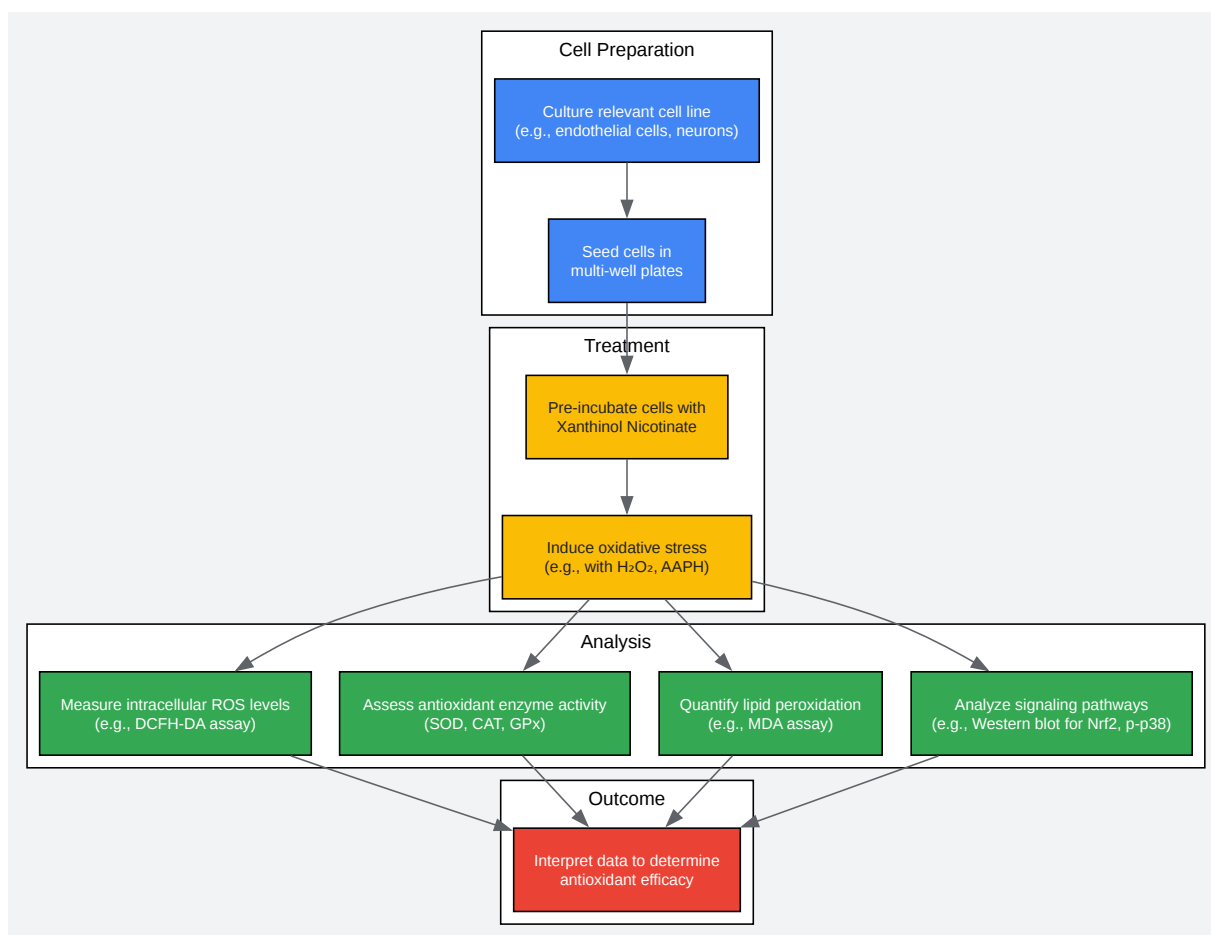 Cell Preparation
Culture relevant cell line
(e.g., endothelial cells, neurons)
Seed cells in
multi-well plates
Treatment
Pre-incubate cells with
Xanthinol Nicotinate
Induce oxidative stress
(e.g., with H₂O₂, AAPH)
Analysis
Measure intracellular ROS levels
(e.g., DCFH-DA assay)
Assess antioxidant enzyme activity
(SOD, CAT, GPx)
Quantify lipid peroxidation
(e.g., MDA assay)
Analyze signaling pathways
(e.g., Western blot for Nrf2, p-p38)
Outcome
Interpret data to determine
antioxidant efficacy